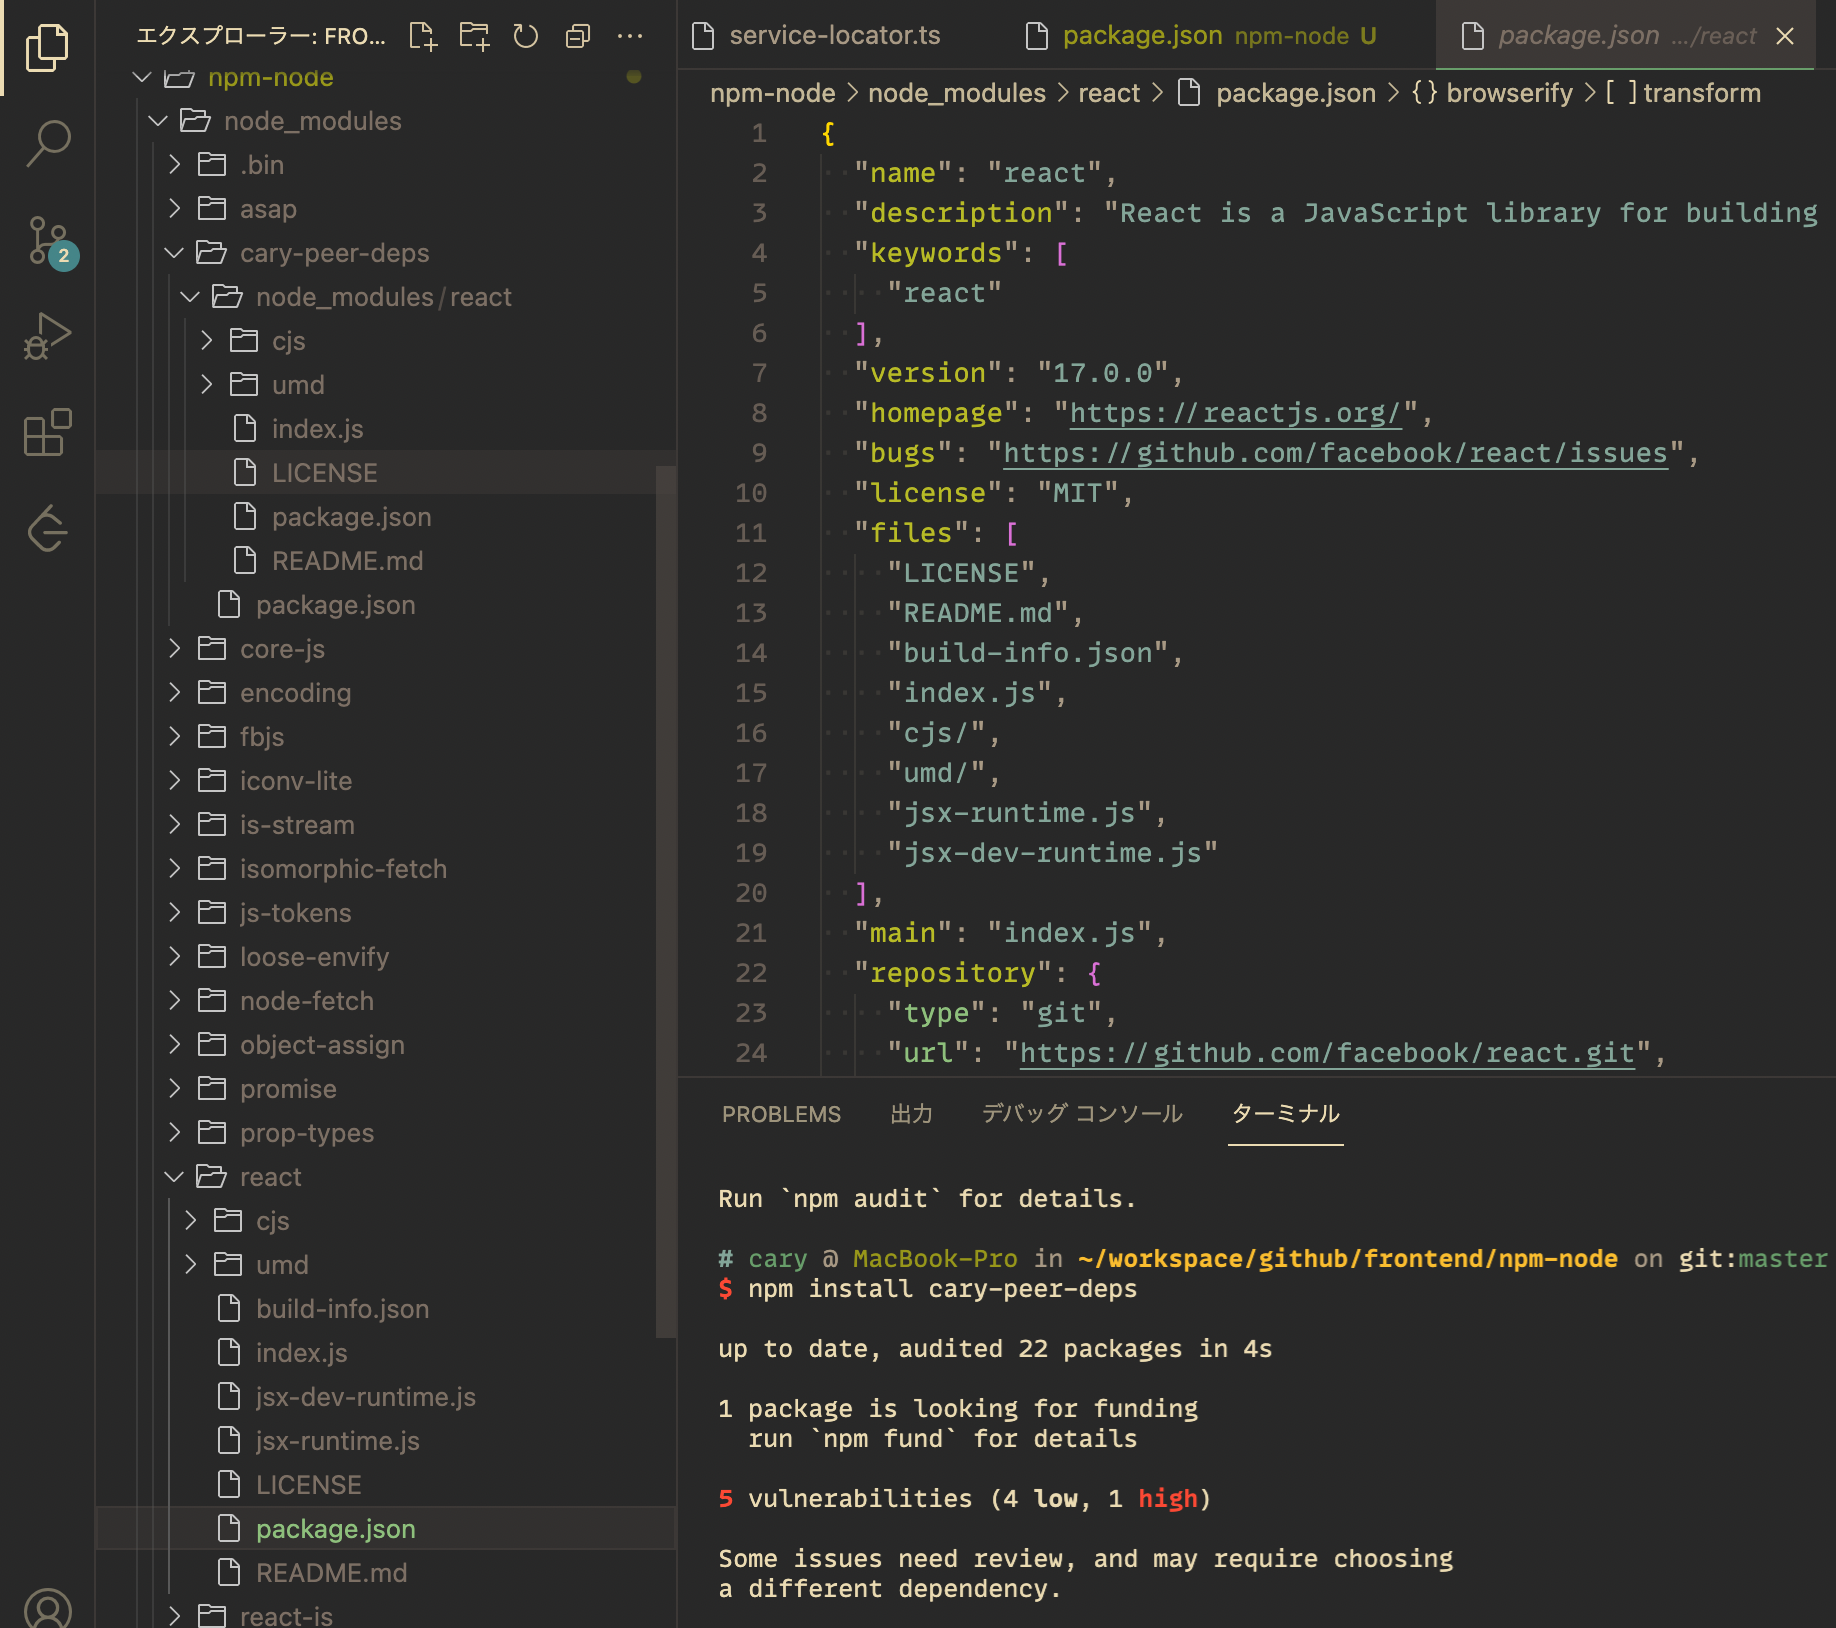 エクスプローラー: FRO...
npm-node
node_modules
.bin
asap
cary-peer-deps
node_modules/react
cjs
umd
index.js
LICENSE
package.json
README.md
package.json
core-js
encoding
fbjs
iconv-lite
is-stream
isomorphic-fetch
js-tokens
loose-envify
node-fetch
object-assign
promise
prop-types
react
cjs
umd
build-info.json
index.js
jsx-dev-runtime.js
jsx-runtime.js
LICENSE
package.json
README.md
react-is
2
service-locator.ts
package.json npm-node U
package.json .../react
npm-node > node_modules > react > package.json > {} browserify > [ ] transform
1 {
2 "name": "react",
3 "description": "React is a JavaScript library for building
4 "keywords": [
5 "react"
6 ],
7 "version": "17.0.0",
8 "homepage": "https://reactjs.org/",
9 "bugs": "https://github.com/facebook/react/issues",
10 "license": "MIT",
11 "files": [
12 "LICENSE",
13 "README.md",
14 "build-info.json",
15 "index.js",
16 "cjs/",
17 "umd/",
18 "jsx-runtime.js",
19 "jsx-dev-runtime.js"
20 ],
21 "main": "index.js",
22 "repository": {
23 "type": "git",
24 "url": "https://github.com/facebook/react.git",
PROBLEMS 出力 デバッグ コンソール ターミナル
Run `npm audit` for details.
# cary @ MacBook-Pro in ~/workspace/github/frontend/npm-node on git:master
$ npm install cary-peer-deps
up to date, audited 22 packages in 4s
1 package is looking for funding
run `npm fund` for details
5 vulnerabilities (4 low, 1 high)
Some issues need review, and may require choosing
a different dependency.